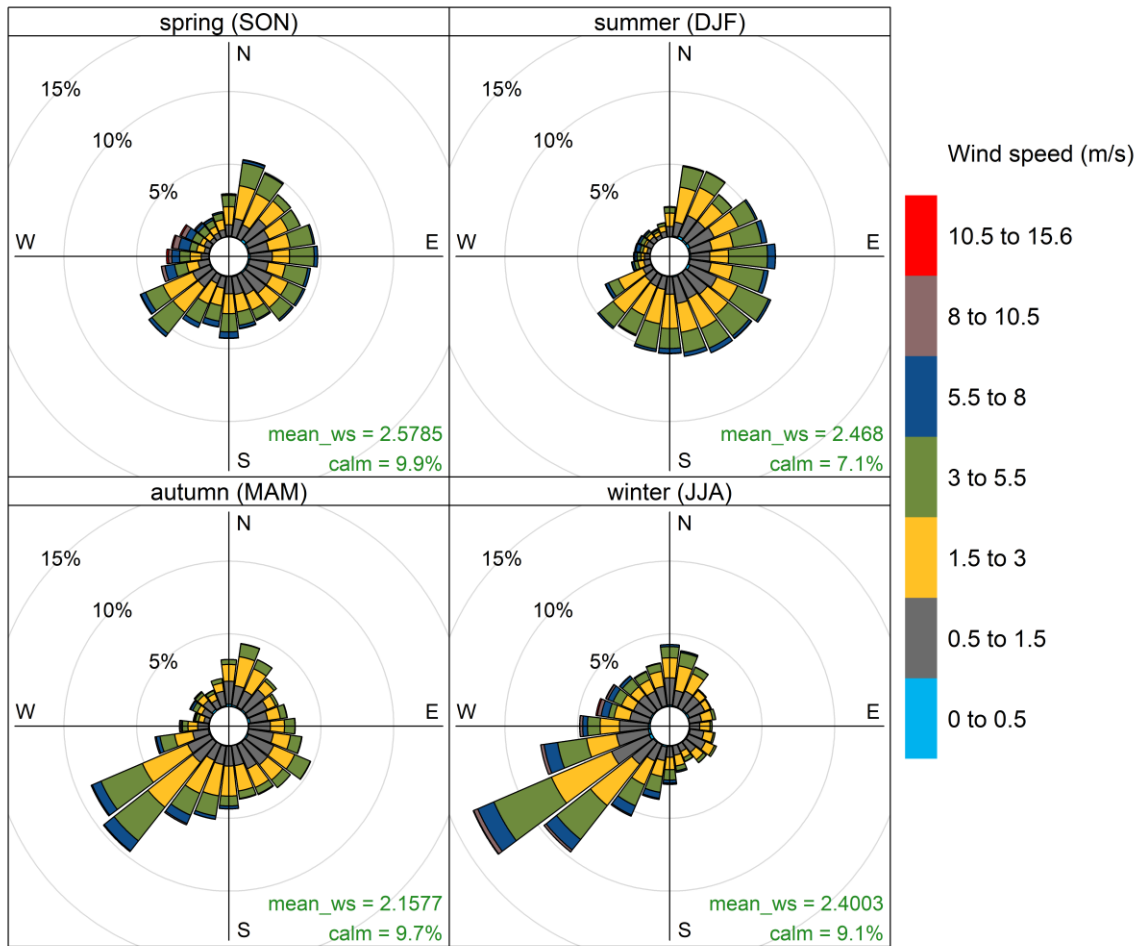 spring (SON)
N
15%
10%
5%
W
E
mean_ws = 2.5785
S
calm = 9.9%
summer (DJF)
N
15%
10%
5%
W
E
mean_ws = 2.468
S
calm = 7.1%
autumn (MAM)
N
15%
10%
5%
W
E
mean_ws = 2.1577
S
calm = 9.7%
winter (JJA)
N
15%
10%
5%
W
E
mean_ws = 2.4003
S
calm = 9.1%
Wind speed (m/s)
10.5 to 15.6
8 to 10.5
5.5 to 8
3 to 5.5
1.5 to 3
0.5 to 1.5
0 to 0.5